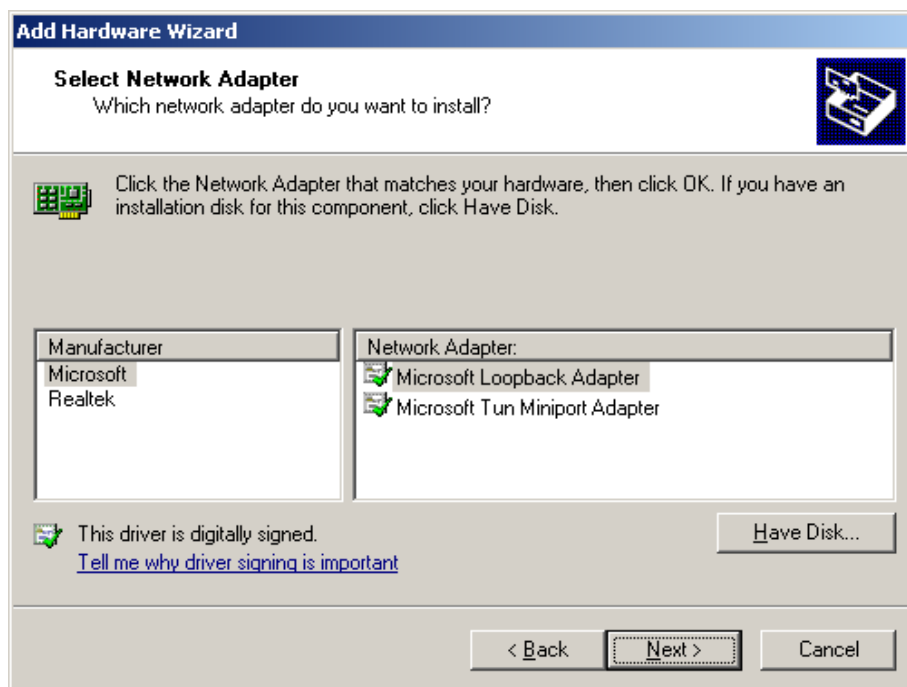 Add Hardware Wizard
Select Network Adapter
Which network adapter do you want to install?
Click the Network Adapter that matches your hardware, then click OK. If you have an
installation disk for this component, click Have Disk.
Manufacturer
Microsoft
Realtek
Network Adapter:
Microsoft Loopback Adapter
Microsoft Tun Miniport Adapter
This driver is digitally signed.
Tell me why driver signing is important
Have Disk...
< Back
Next >
Cancel